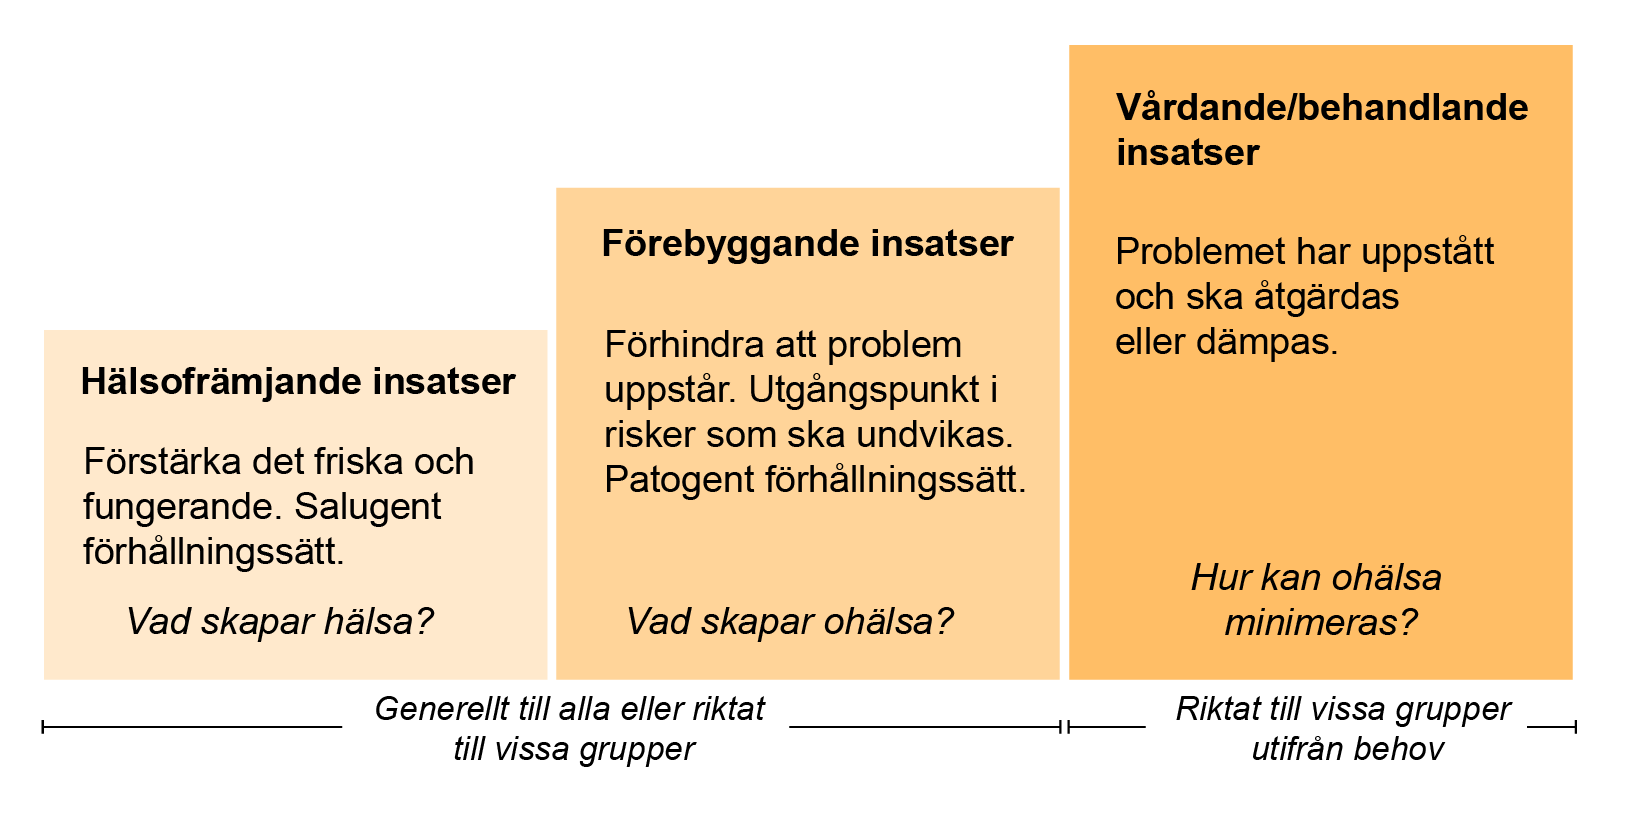 Hälsofrämjande insatser
Förstärka det friska och
fungerande. Salugent
förhållningssätt.
Vad skapar hälsa?
Förebyggande insatser
Förhindra att problem
uppstår. Utgångspunkt i
risker som ska undvikas.
Patogent förhållningssätt.
Vad skapar ohälsa?
Vårdande/behandlande
insatser
Problemet har uppstått
och ska åtgärdas
eller dämpas.
Hur kan ohälsa
minimeras?
Generellt till alla eller riktat
till vissa grupper
Riktat till vissa grupper
utifrån behov